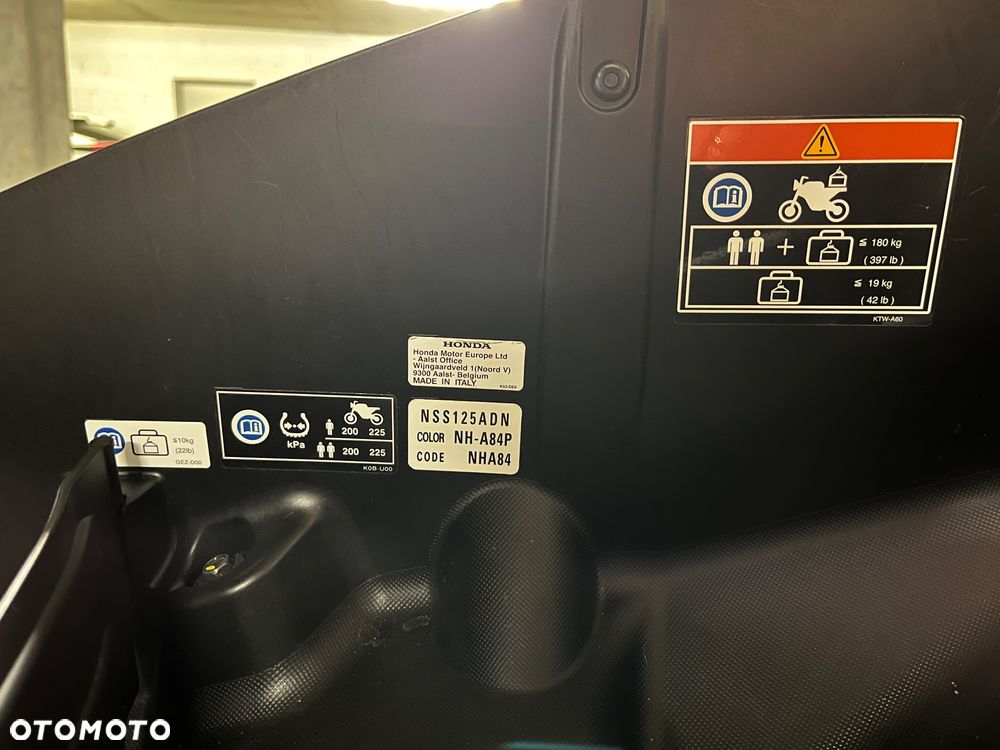 ≦ 180 kg
( 397 lb )
≦ 19 kg
( 42 lb )
KTW-A60
HONDA
Honda Motor Europe Ltd
- Aalst Office
Wijngaardveld 1(Noord V)
9300 Aalst- Belgium
MADE IN ITALY
NSS125ADN
COLOR NH-A84P
CODE NHA84
kPa
200 225
200 225
K0B-U00
≦10kg
(22lb)
GEZ-D00
OTOMOTO